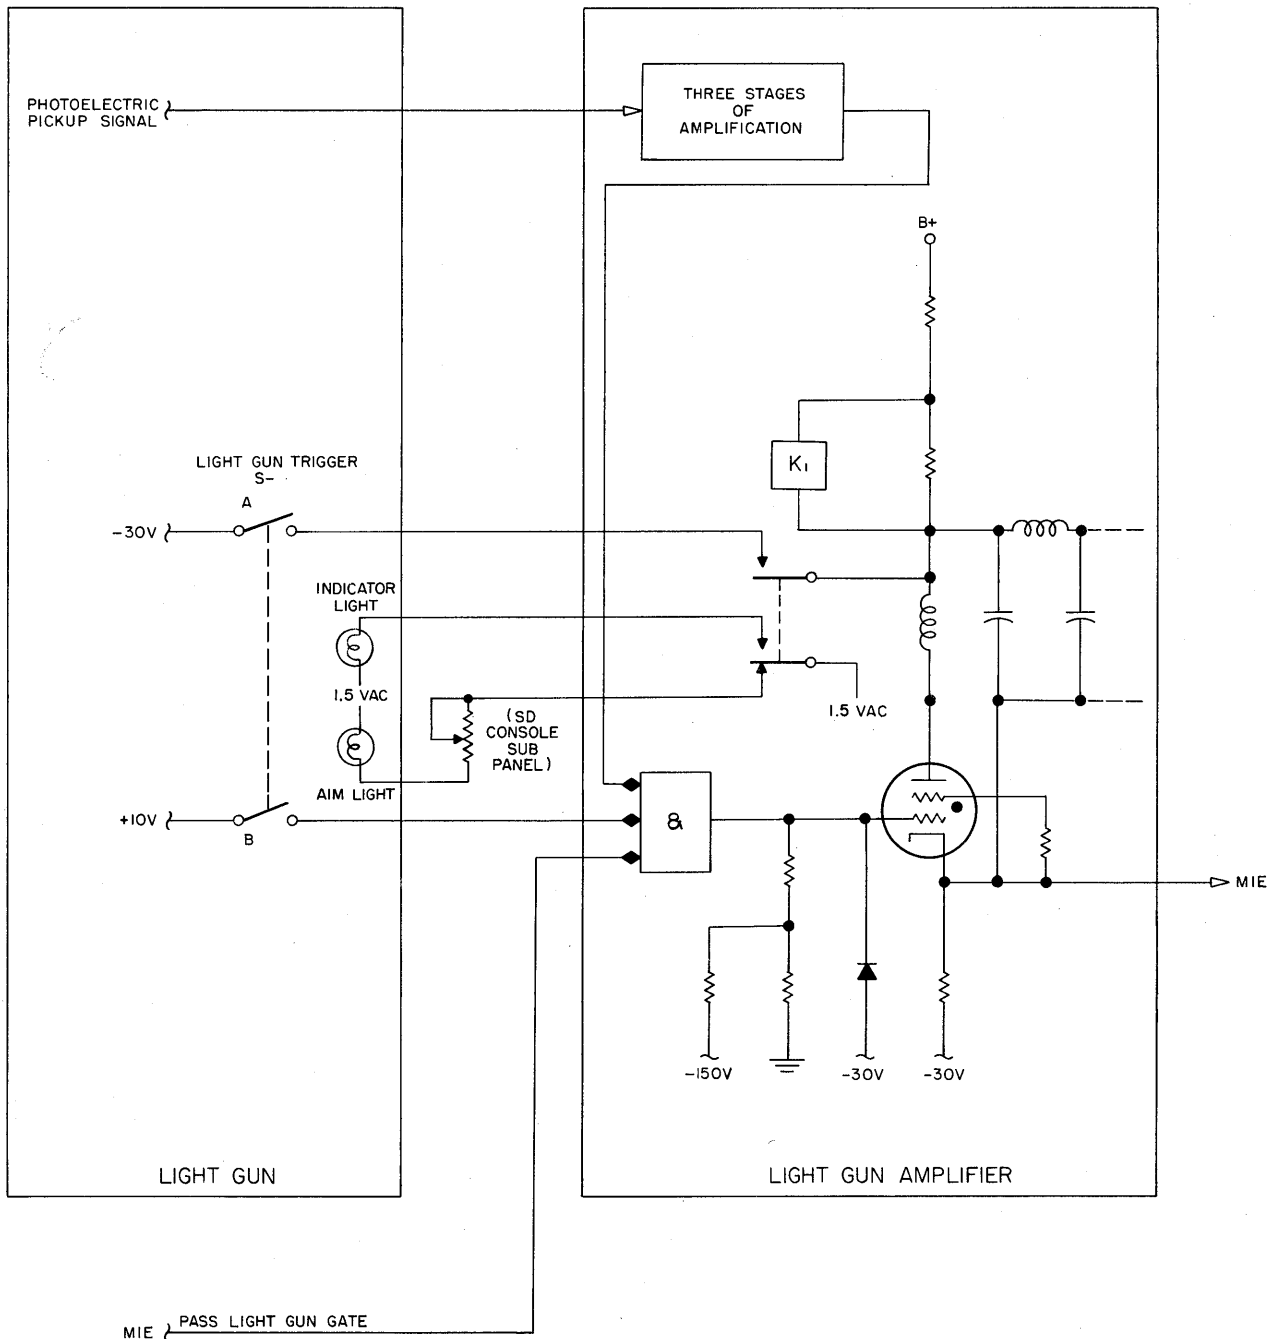 PHOTOELECTRIC
PICKUP SIGNAL
THREE STAGES
OF
AMPLIFICATION
B+
K1
LIGHT GUN TRIGGER
S-
A
-30V
INDICATOR
LIGHT
1.5 VAC
(SD
CONSOLE
SUB
PANEL)
1.5 VAC
AIM LIGHT
+10V
B
&
MIE
-150V
-30V
-30V
LIGHT GUN
LIGHT GUN AMPLIFIER
MIE
PASS LIGHT GUN GATE